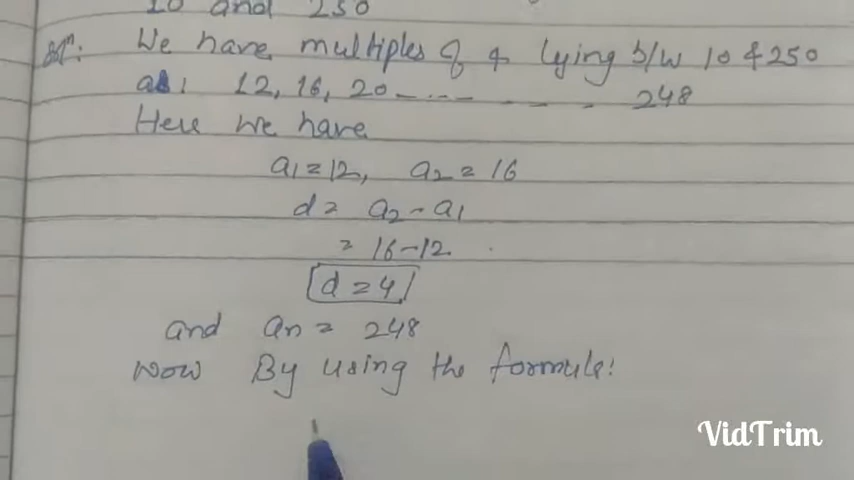 10 and 250
Solⁿ: We have multiples of 4 lying b/w 10 & 250
as: 12, 16, 20 - - - - - - - 248
Here we have
a₁ = 12, a₂ = 16
d = a₂ - a₁
= 16 - 12
d = 4
and an = 248
Now By using the formula:
VidTrim